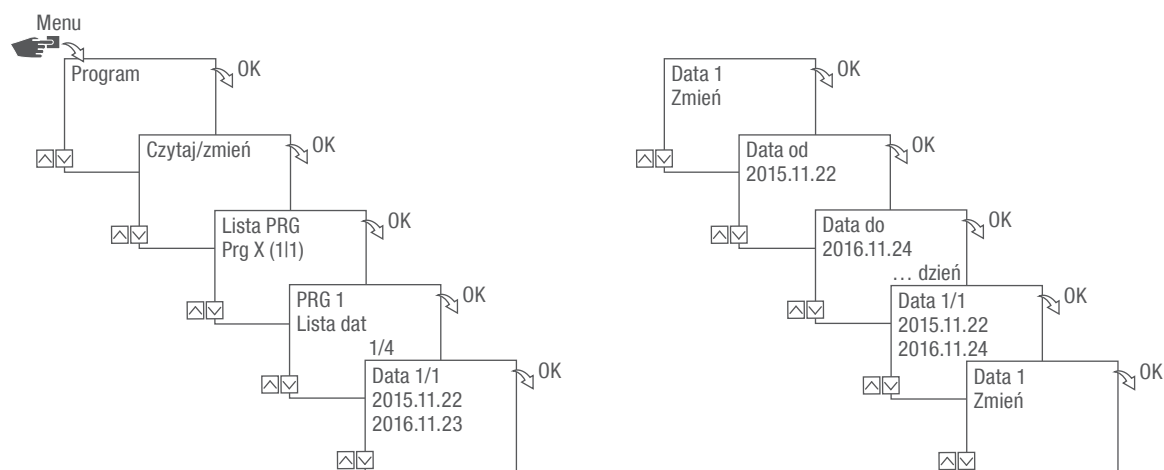 Menu
Program
OK
Czytaj/zmień
OK
Lista PRG
Prg X (1|1)
OK
PRG 1
Lista dat
OK
1/4
Data 1/1
2015.11.22
2016.11.23
OK
Data 1
Zmień
OK
Data od
2015.11.22
OK
Data do
2016.11.24
OK
... dzień
Data 1/1
2015.11.22
2016.11.24
OK
Data 1
Zmień
OK